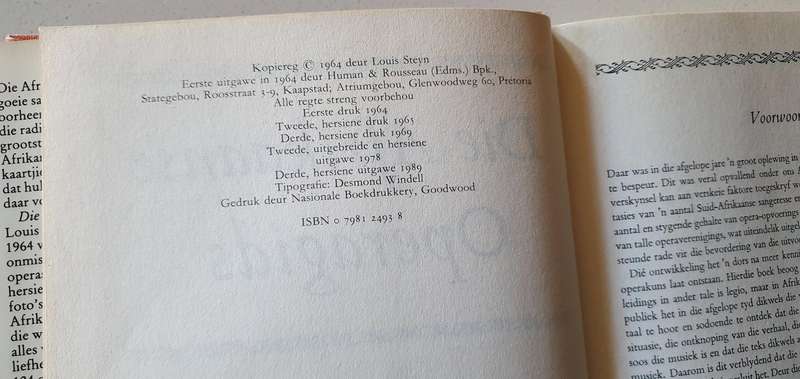 Kopiereg © 1964 deur Louis Steyn
Eerste uitgawe in 1964 deur Human & Rousseau (Edms.) Bpk.,
Stategebou, Roosstraat 3-9, Kaapstad; Atriumgebou, Glenwoodweg 60, Pretoria
Alle regte streng voorbehou
Eerste druk 1964
Tweede, hersiene druk 1965
Derde, hersiene druk 1969
Tweede, uitgebreide en hersiene
uitgawe 1978
Derde, hersiene uitgawe 1989
Tipografie: Desmond Windell
Gedruk deur Nasionale Boekdrukkery, Goodwood
ISBN 0 7981 2493 8
Die Afr
goeie sa
voorheen
die radi
grootst
Afrikaan
kaartjie
dat hul
daar vo
Die
Louis
1964 v
onmis
operas
hersie
foto's
Afrik
die w
alles
liefhe
Voorwoor
Daar was in die afgelope jare 'n groot oplewing in
te bespeur. Dit was veral opvallend onder ons A
verskynsel kan aan verskeie faktore toegeskryf w
tasies van 'n aantal Suid-Afrikaanse sangeresse en
aantal en stygende gehalte van opera-opvoerings
van talle operaverenigings, wat uiteindelik uitgel
steunde rade vir die bevordering van die uitvo
Dié ontwikkeling het 'n dors na meer kenni
operakuns laat ontstaan. Hierdie boek beoog
leidings in ander tale is legio, maar in Afrik
publiek het in die afgelope tyd dikwels die
taal te hoor en sodoende te ontdek dat die
situasie, die ontknoping van die verhaal, di
soos die musiek is en dat die teks dikwels a
musiek. Daarom is dit verblydend dat die